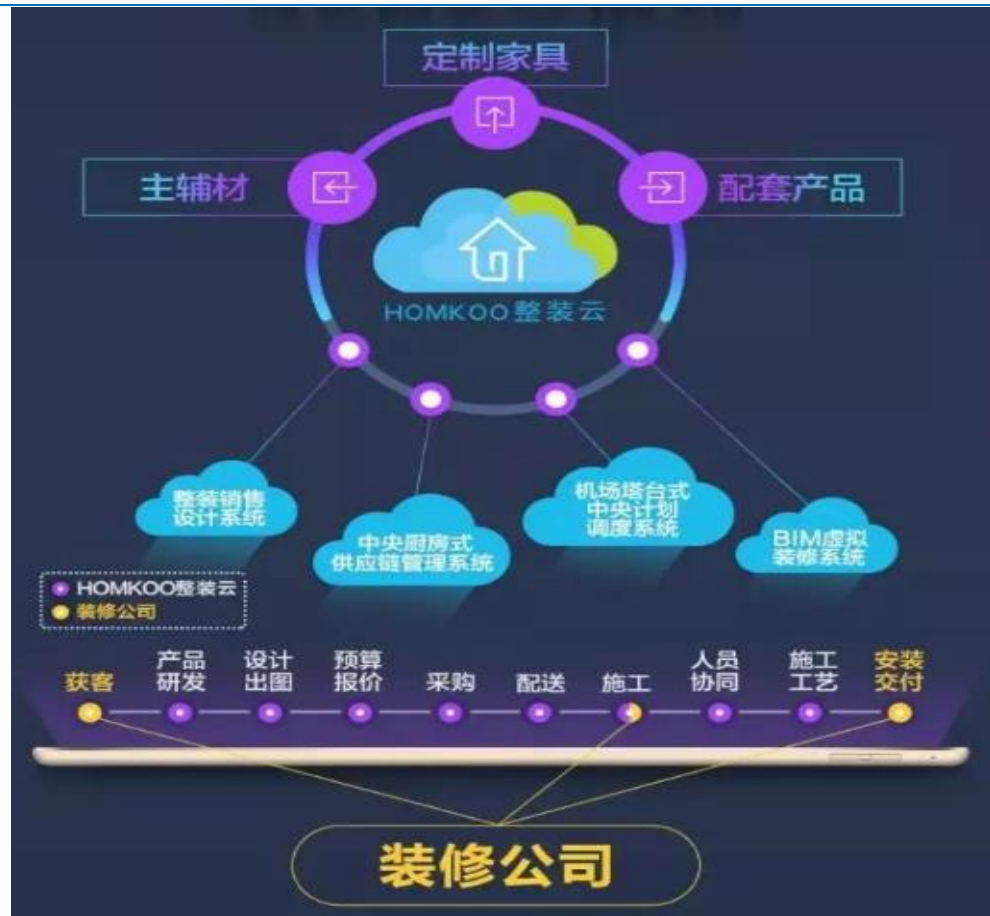 定制家具
主辅材
配套产品
HOMKOO整装云
整装销售
设计系统
中央厨房式
供应链管理系统
机场塔台式
中央计划
调度系统
BIM虚拟
装修系统
HOMKOO整装云
装修公司
获客
产品
研发
设计
出图
预算
报价
采购
配送
施工
人员
协同
施工
工艺
安装
交付
装修公司